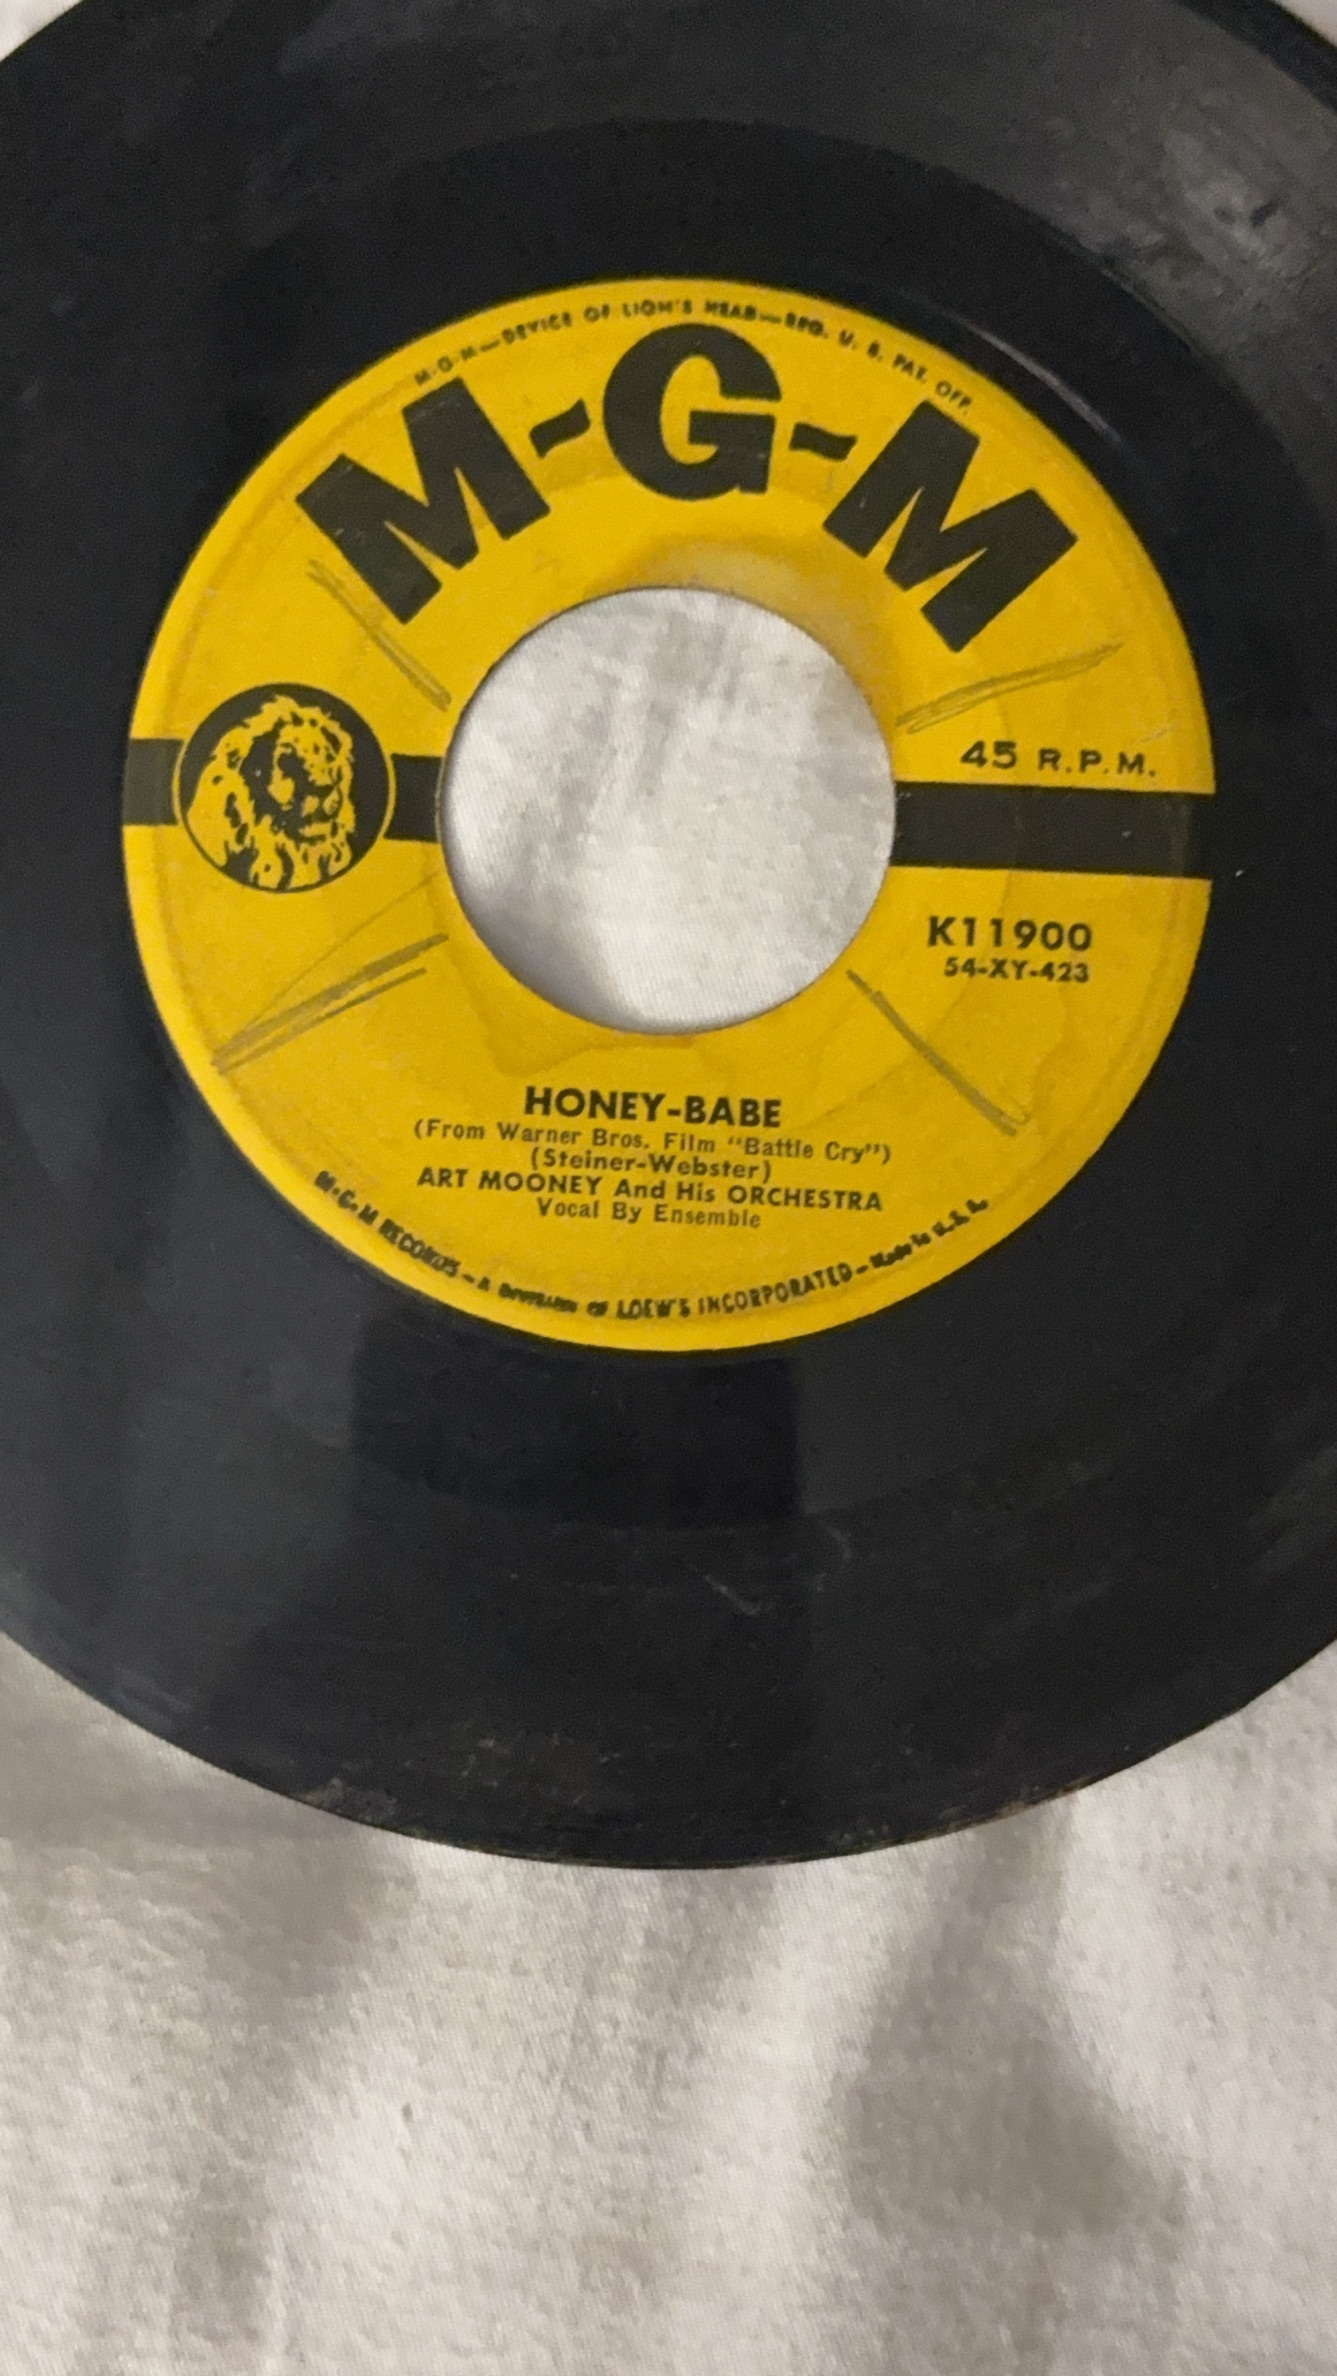 M-G-M—DEVICE OF LION'S HEAD—REG. U. S. PAT. OFF.
M-G-M
45 R.P.M.
K11900
54-XY-423
HONEY-BABE
(From Warner Bros. Film "Battle Cry")
(Steiner-Webster)
ART MOONEY And His ORCHESTRA
Vocal By Ensemble
M-G-M RECORDS - A DIVISION OF LOEW'S INCORPORATED - Made in U.S.A.